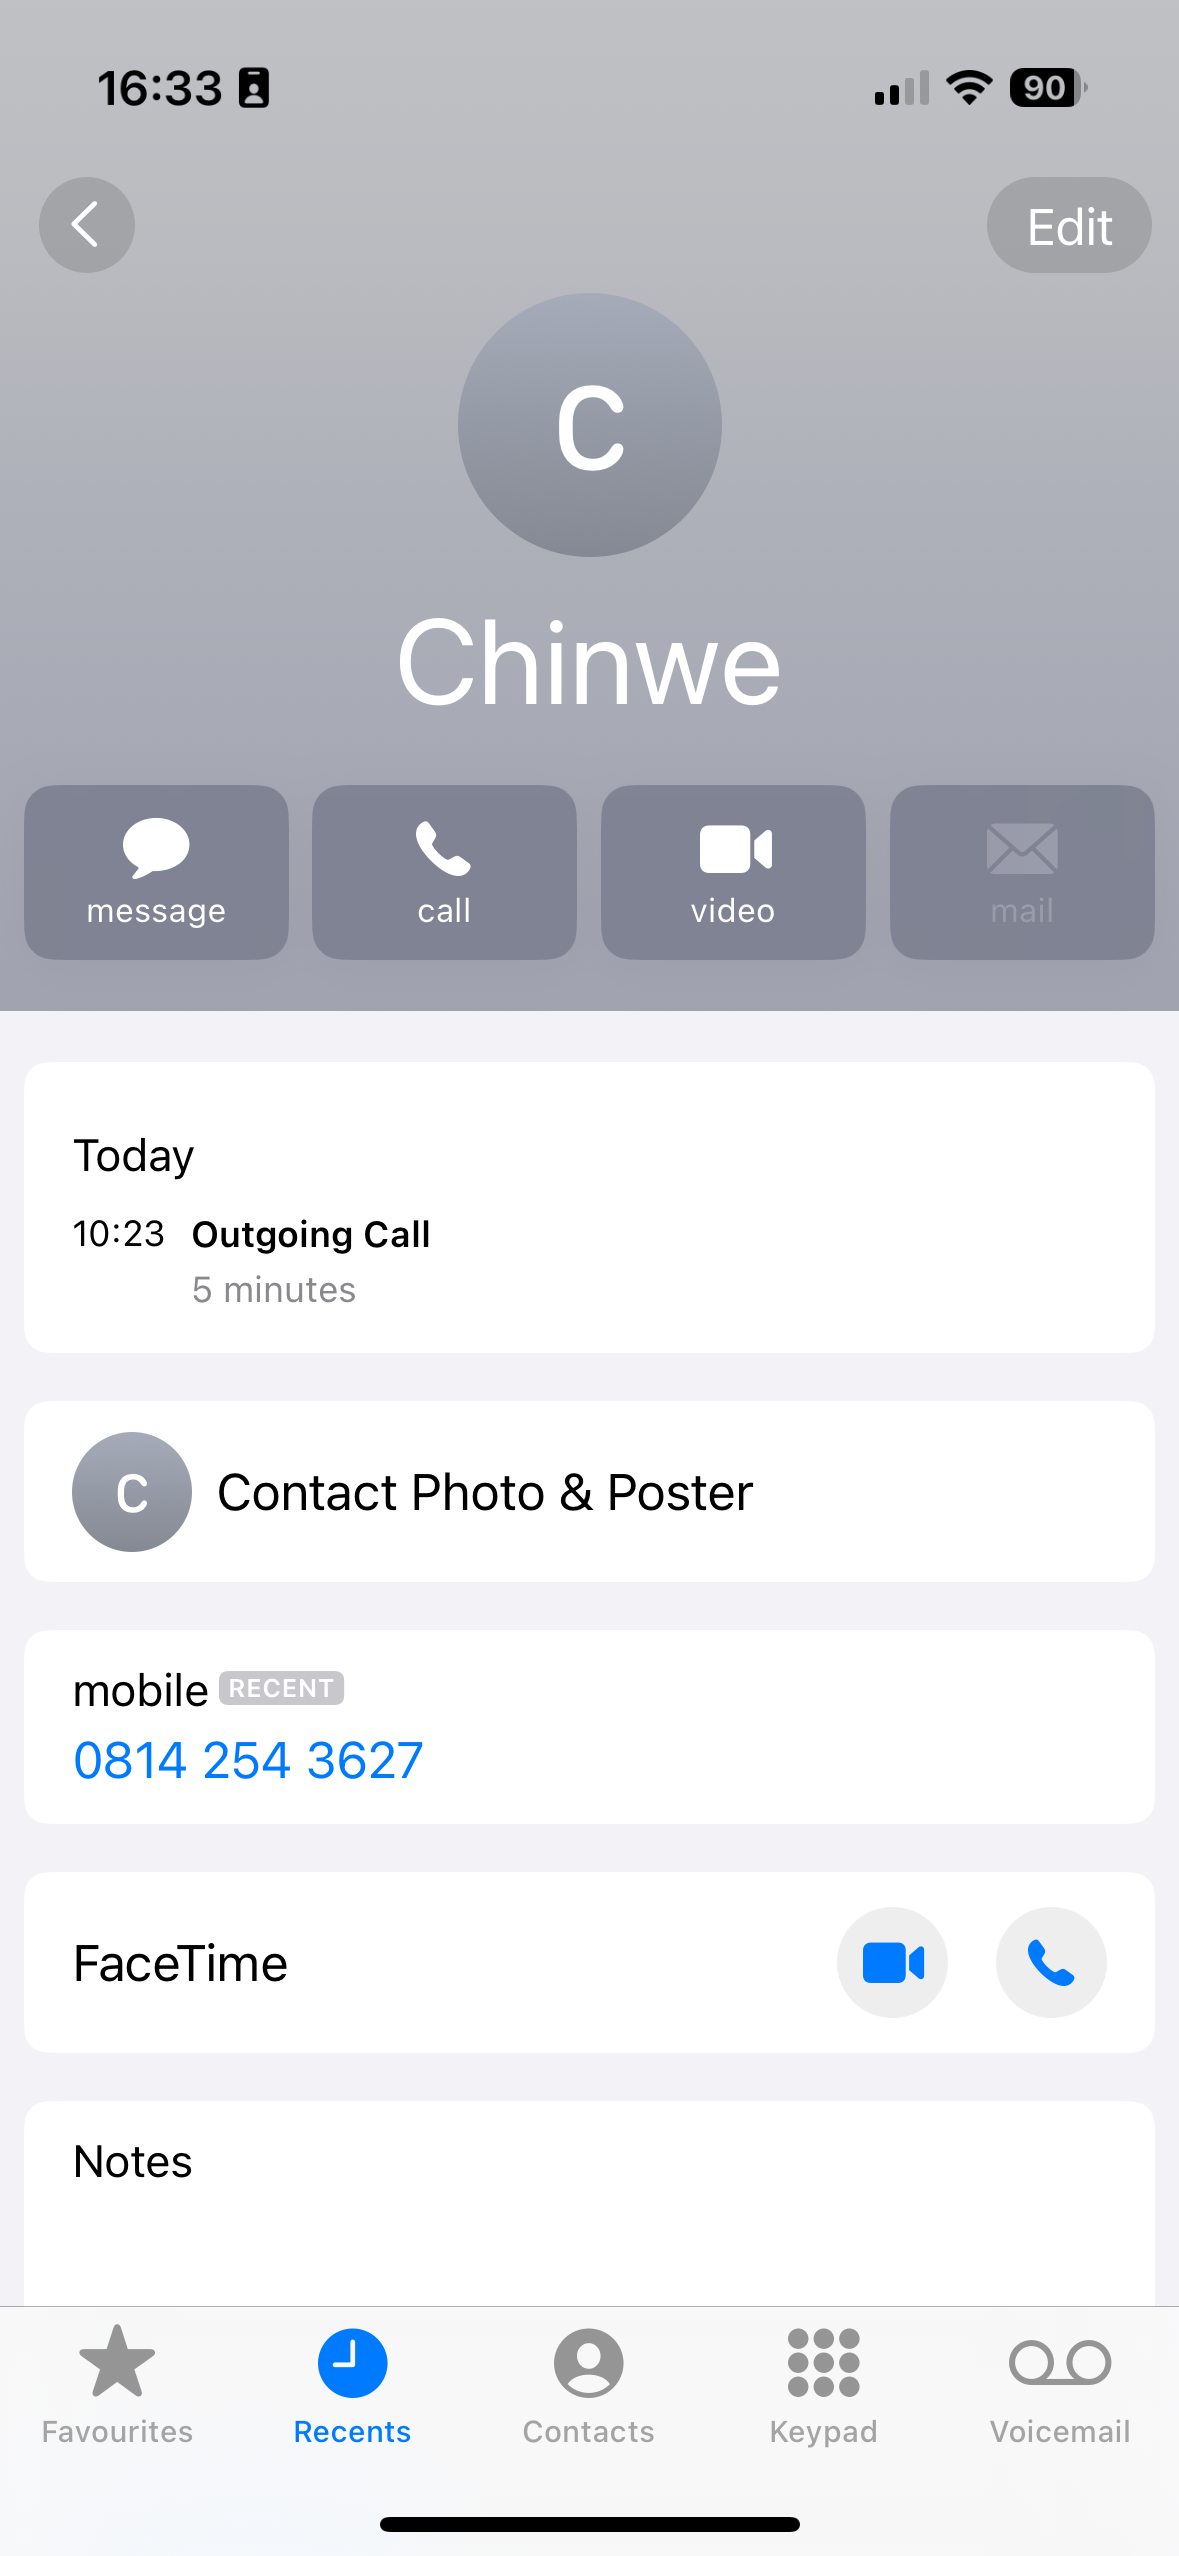 16:33
90
Edit
C
Chinwe
message call video mail
Today
10:23 Outgoing Call
5 minutes
C Contact Photo & Poster
mobile RECENT
0814 254 3627
FaceTime
Notes
Favourites Recents Contacts Keypad Voicemail